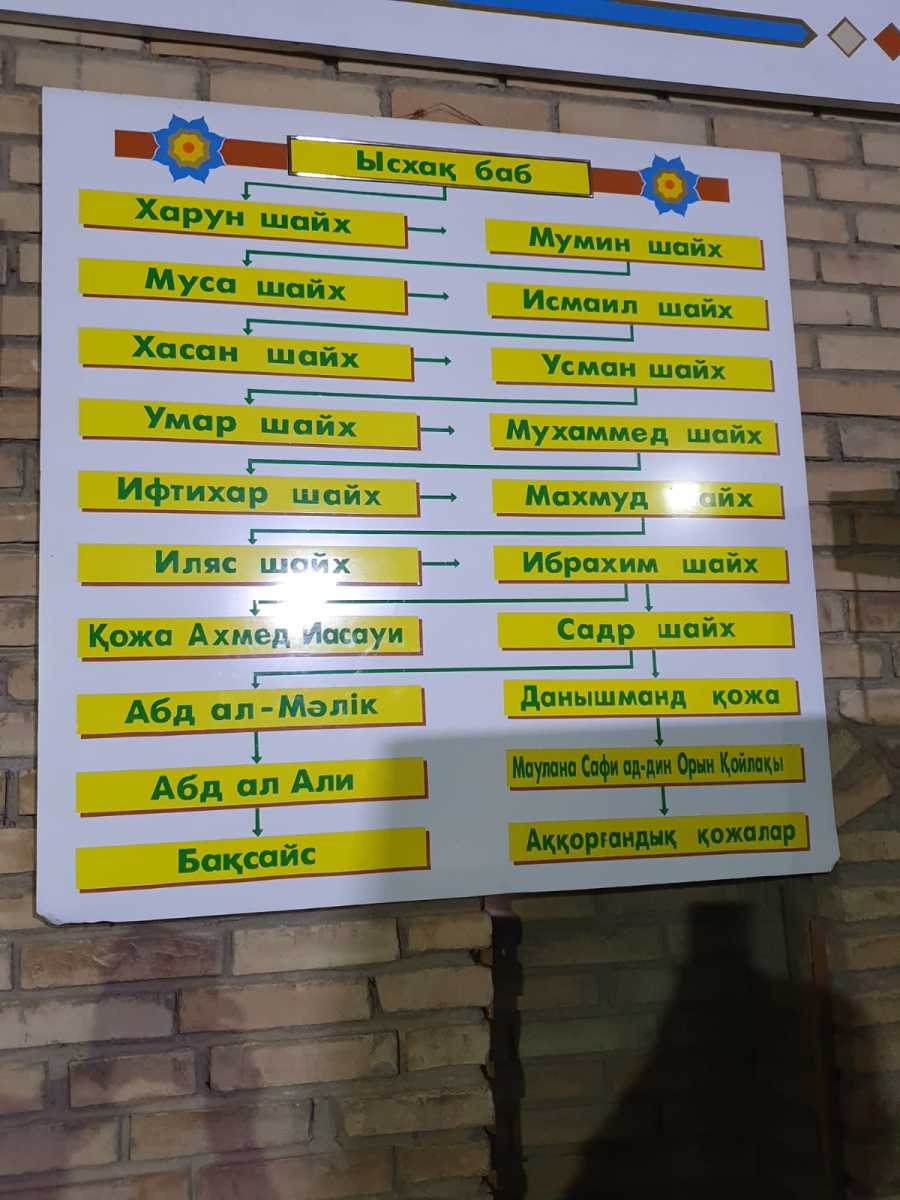 Ысхақ баб
Харун шайх
Мумин шайх
Муса шайх
Исмаил шайх
Хасан шайх
Усман шайх
Умар шайх
Мухаммед шайх
Ифтихар шайх
Махмуд шайх
Иляс шайх
Ибрахим шайх
Қожа Ахмед Иасауи
Садр шайх
Абд ал-Мәлік
Данышманд қожа
Абд ал Али
Маулана Сафи ад-дин Орын Қойлақы
Бақсайс
Аққорғандық қожалар